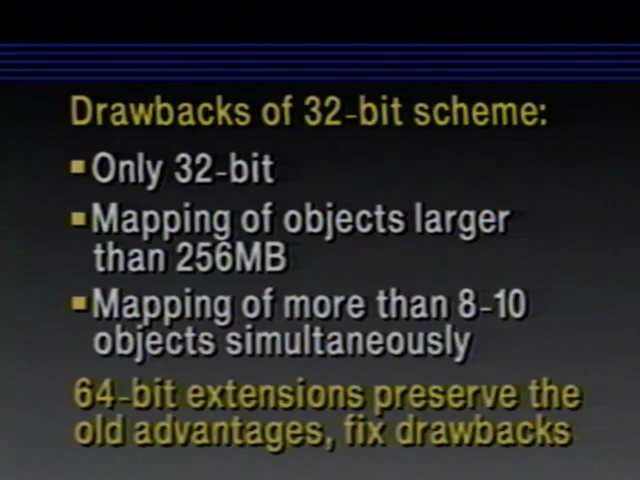 Drawbacks of 32-bit scheme:
▪ Only 32-bit
▪ Mapping of objects larger
than 256MB
▪ Mapping of more than 8-10
objects simultaneously
64-bit extensions preserve the
old advantages, fix drawbacks